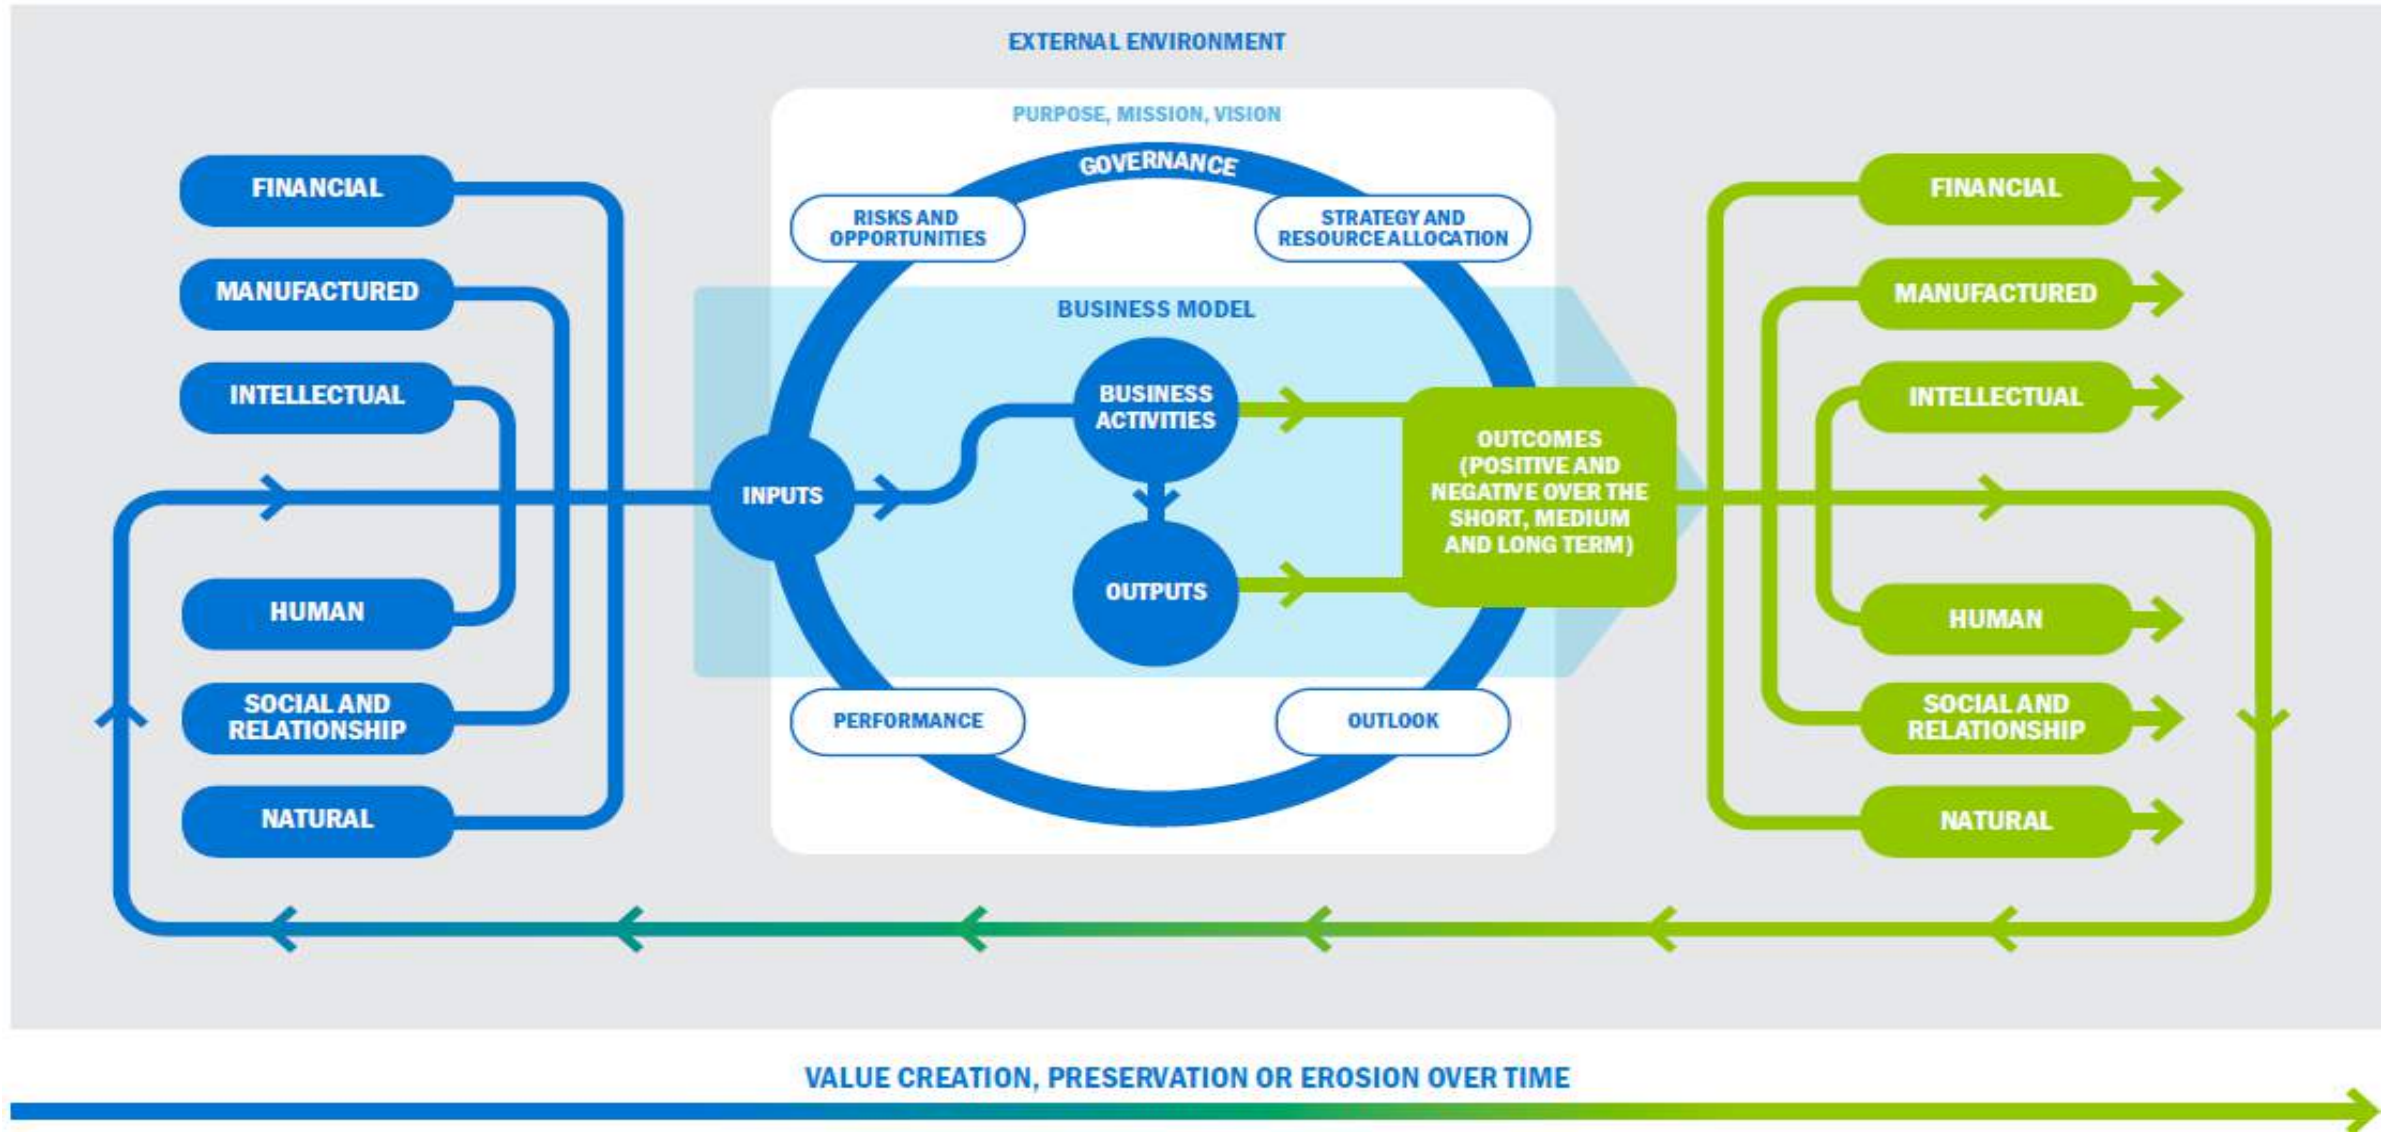 EXTERNAL ENVIRONMENT
PURPOSE, MISSION, VISION
GOVERNANCE
FINANCIAL
MANUFACTURED
INTELLECTUAL
HUMAN
SOCIAL AND
RELATIONSHIP
NATURAL
RISKS AND
OPPORTUNITIES
STRATEGY AND
RESOURCE ALLOCATION
BUSINESS MODEL
INPUTS
BUSINESS
ACTIVITIES
OUTPUTS
OUTCOMES
(POSITIVE AND
NEGATIVE OVER THE
SHORT, MEDIUM
AND LONG TERM)
PERFORMANCE
OUTLOOK
FINANCIAL
MANUFACTURED
INTELLECTUAL
HUMAN
SOCIAL AND
RELATIONSHIP
NATURAL
VALUE CREATION, PRESERVATION OR EROSION OVER TIME